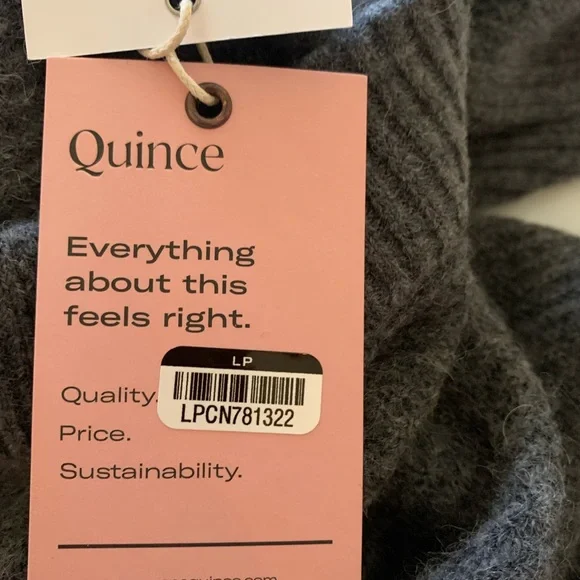 Quince
Everything
about this
feels right.
LP
Quality.
LPCN781322
Price.
Sustainability.